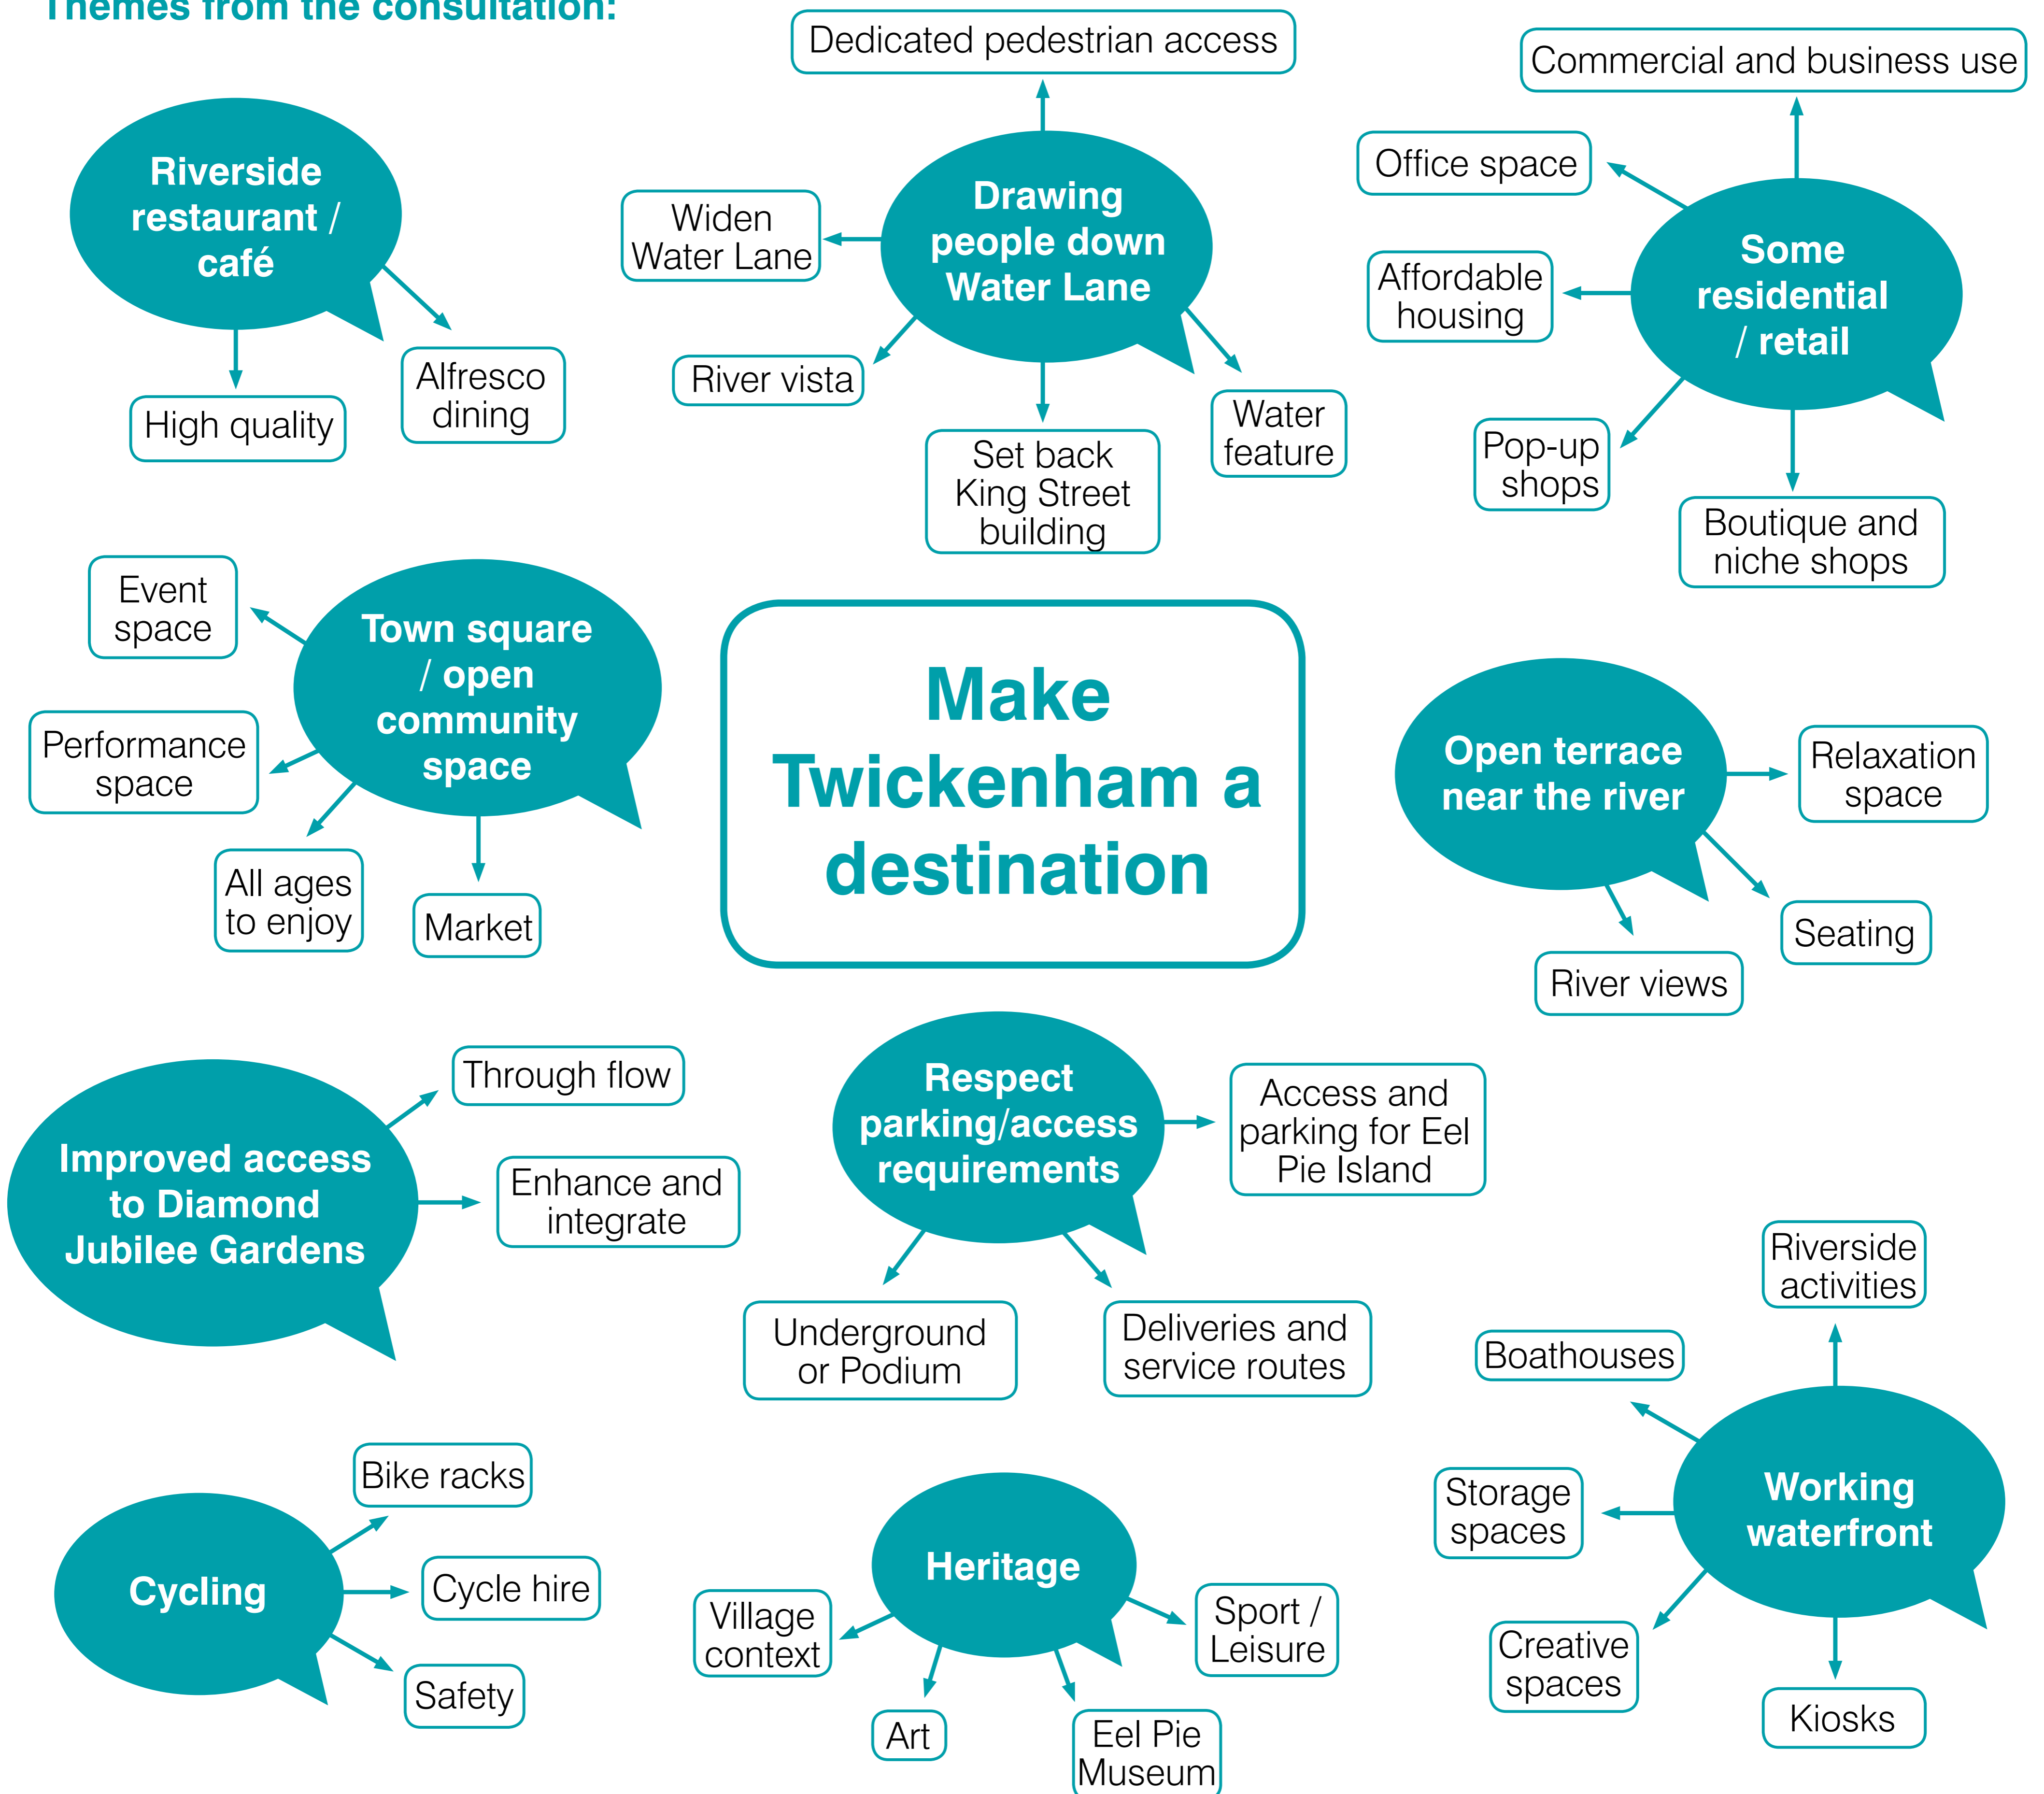 Themes from the consultation:
Dedicated pedestrian access
Commercial and business use
Riverside
restaurant /
café
High quality
Alfresco
dining
Drawing
people down
Water Lane
Widen
Water Lane
River vista
Set back
King Street
building
Water
feature
Office space
Affordable
housing
Some
residential
/ retail
Pop-up
shops
Boutique and
niche shops
Event
space
Performance
space
Town square
/ open
community
space
All ages
to enjoy
Market
Make
Twickenham a
destination
Open terrace
near the river
Relaxation
space
Seating
River views
Improved access
to Diamond
Jubilee Gardens
Through flow
Enhance and
integrate
Respect
parking/access
requirements
Access and
parking for Eel
Pie Island
Underground
or Podium
Deliveries and
service routes
Riverside
activities
Boathouses
Storage
spaces
Working
waterfront
Creative
spaces
Kiosks
Cycling
Bike racks
Cycle hire
Safety
Heritage
Village
context
Art
Eel Pie
Museum
Sport /
Leisure